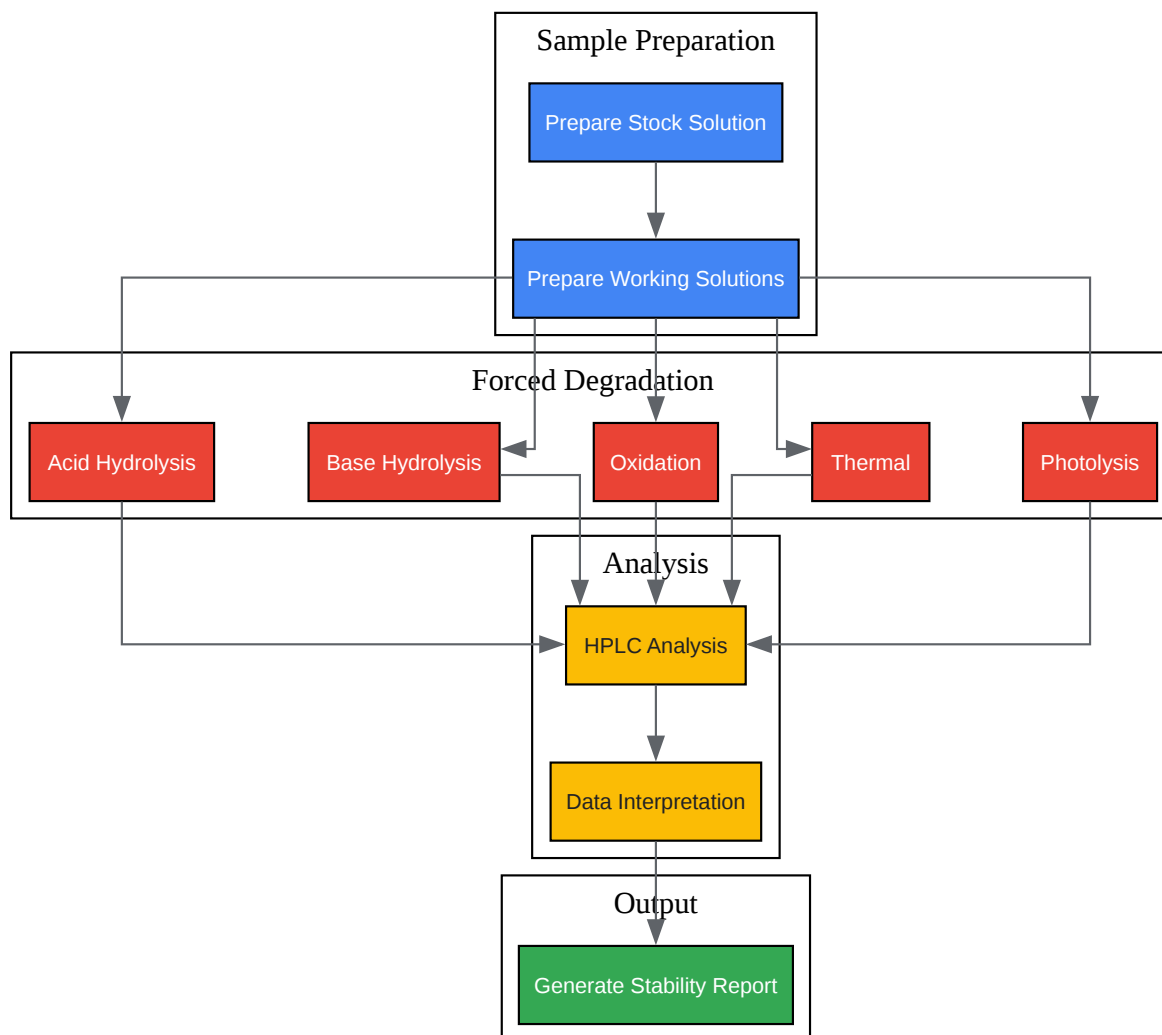 Sample Preparation
Prepare Stock Solution
Prepare Working Solutions
Forced Degradation
Acid Hydrolysis
Base Hydrolysis
Oxidation
Thermal
Photolysis
Analysis
HPLC Analysis
Data Interpretation
Output
Generate Stability Report